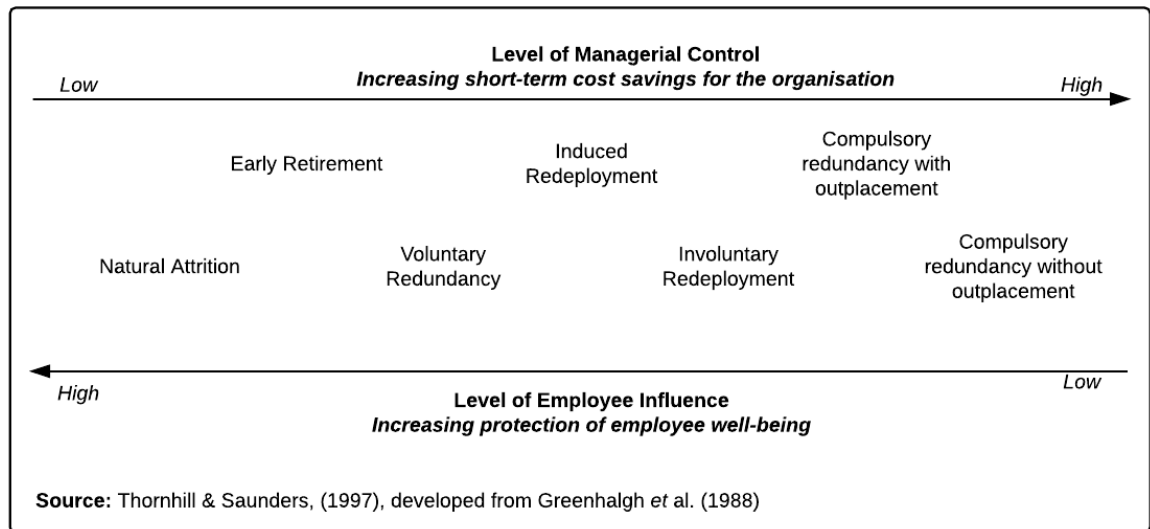 Level of Managerial Control
Low
Increasing short-term cost savings for the organisation
High
Early Retirement
Induced
Redeployment
Compulsory
redundancy with
outplacement
Natural Attrition
Voluntary
Redundancy
Involuntary
Redeployment
Compulsory
redundancy without
outplacement
High
Low
Level of Employee Influence
Increasing protection of employee well-being
Source: Thornhill & Saunders, (1997), developed from Greenhalgh et al. (1988)